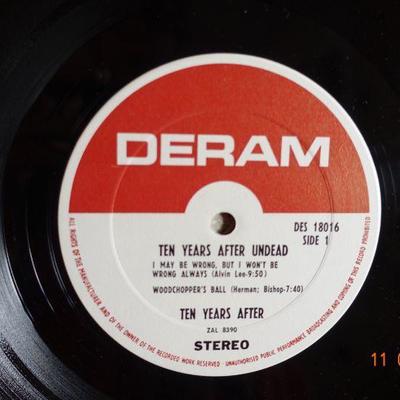 DERAM
DES 18016
SIDE 1
TEN YEARS AFTER UNDEAD
I MAY BE WRONG, BUT I WON'T BE
WRONG ALWAYS (Alvin Lee-9:50)
WOODCHOPPER'S BALL (Herman; Bishop-7:40)
TEN YEARS AFTER
ZAL 8390
STEREO
ALL RIGHTS OF THE MANUFACTURER, AND OF THE OWNER OF THE RECORDED WORK RESERVED UNAUTHORISED PUBLIC PERFORMANCE BROADCASTING AND COPYING OF THIS RECORD PROHIBITED
11